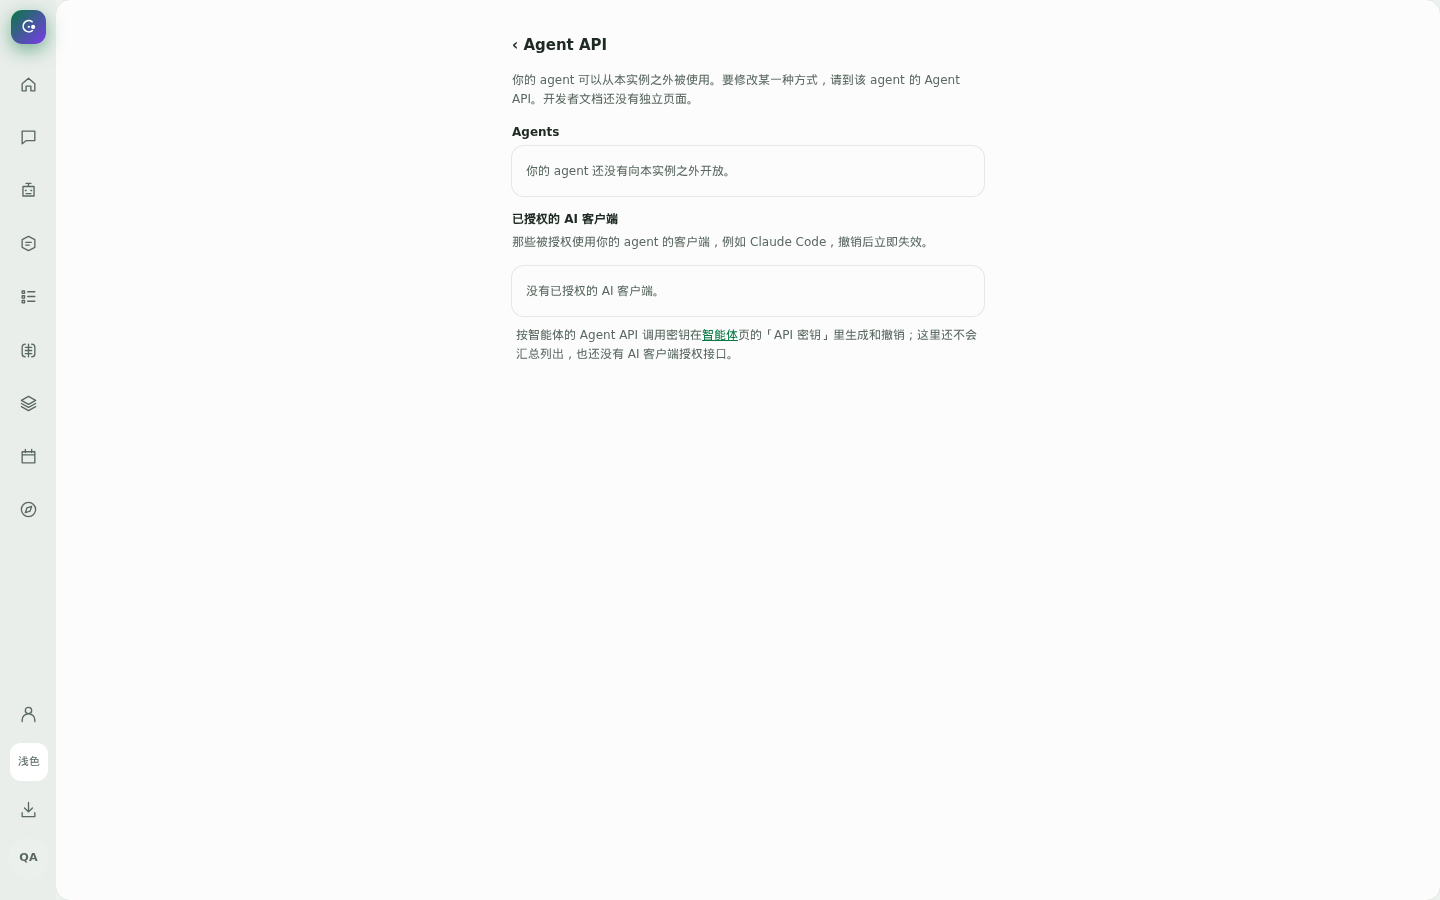 ‹ Agent API
你的 agent 可以从本实例之外被使用。要修改某一种方式，请到该 agent 的 Agent
API。开发者文档还没有独立页面。
Agents
你的 agent 还没有向本实例之外开放。
已授权的 AI 客户端
那些被授权使用你的 agent 的客户端，例如 Claude Code，撤销后立即失效。
没有已授权的 AI 客户端。
按智能体的 Agent API 调用密钥在智能体页的「API 密钥」里生成和撤销；这里还不会
汇总列出，也还没有 AI 客户端授权接口。
浅色
QA